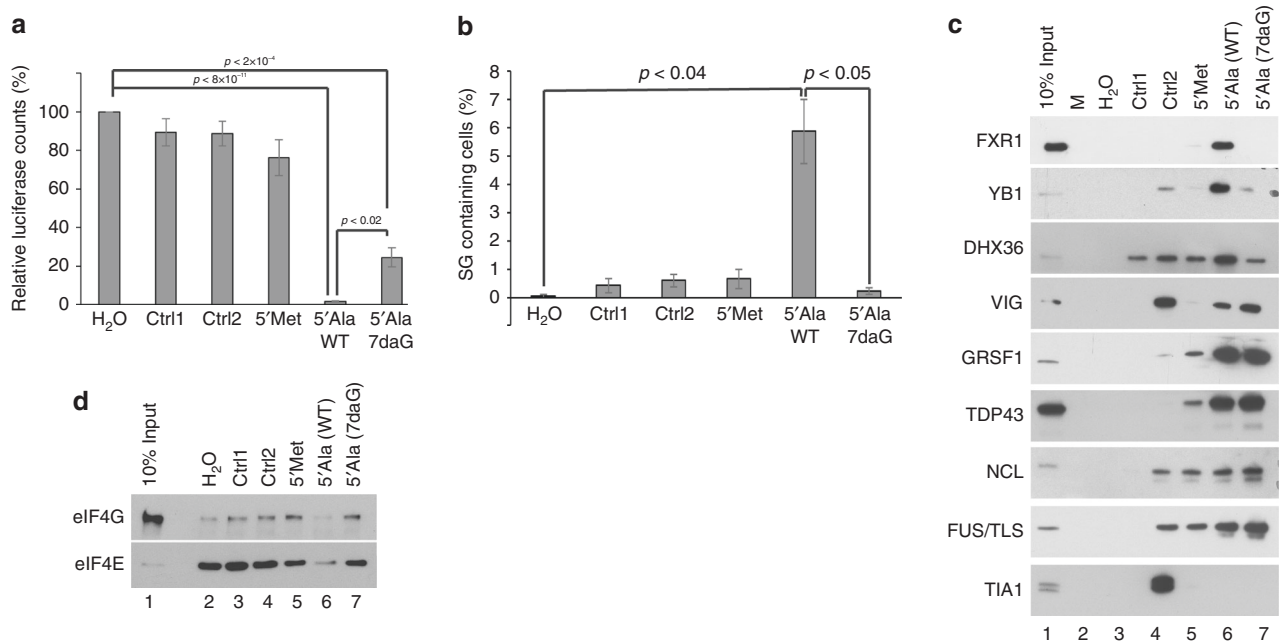 a
Relative luciferase counts (%)
p < 2×10⁻⁴
p < 8×10⁻¹¹
p < 0.02
100
80
60
40
20
0
H₂O
Ctrl1
Ctrl2
5′Met
5′Ala WT
5′Ala 7daG
b
SG containing cells (%)
p < 0.04
p < 0.05
8
7
6
5
4
3
2
1
0
H₂O
Ctrl1
Ctrl2
5′Met
5′Ala WT
5′Ala 7daG
c
10% Input
M
H₂O
Ctrl1
Ctrl2
5′Met
5′Ala (WT)
5′Ala (7daG)
FXR1
YB1
DHX36
VIG
GRSF1
TDP43
NCL
FUS/TLS
TIA1
1 2 3 4 5 6 7
d
10% Input
H₂O
Ctrl1
Ctrl2
5′Met
5′Ala (WT)
5′Ala (7daG)
eIF4G
eIF4E
1 2 3 4 5 6 7